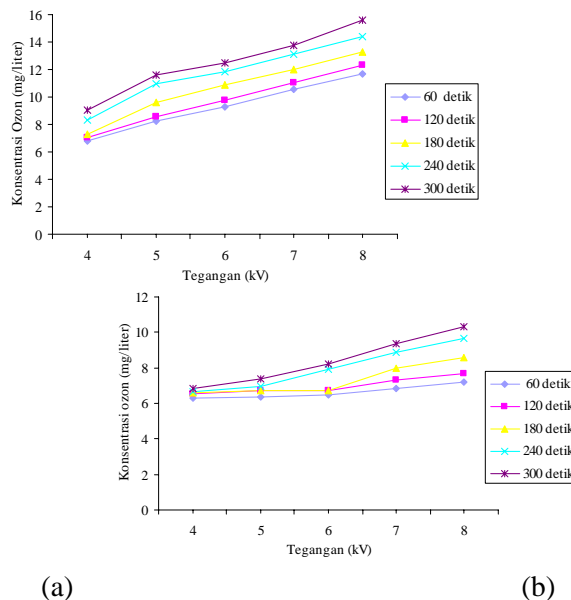 Konsentrasi Ozon (mg/liter)
16
14
12
10
8
6
4
2
0
4 5 6 7 8
Tegangan (kV)
60 detik
120 detik
180 detik
240 detik
300 detik
Konsentrasi ozon (mg/liter)
12
10
8
6
4
2
0
4 5 6 7 8
Tegangan (kV)
60 detik
120 detik
180 detik
240 detik
300 detik
(a) (b)